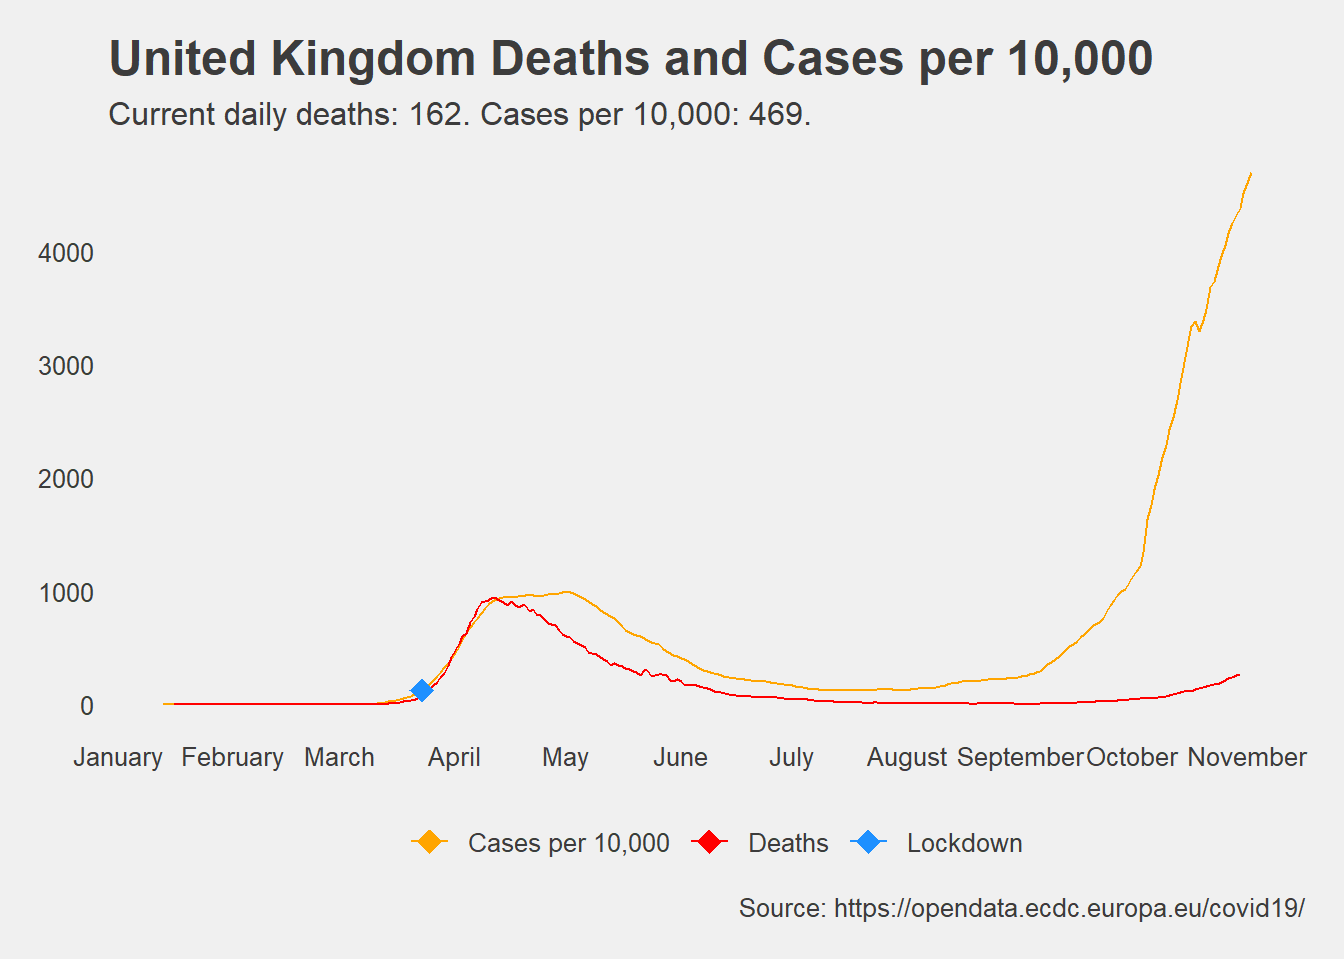 United Kingdom Deaths and Cases per 10,000
Current daily deaths: 162. Cases per 10,000: 469.
4000
3000
2000
1000
0
January February March April May June July August September October November
Cases per 10,000 Deaths Lockdown
Source: https://opendata.ecdc.europa.eu/covid19/